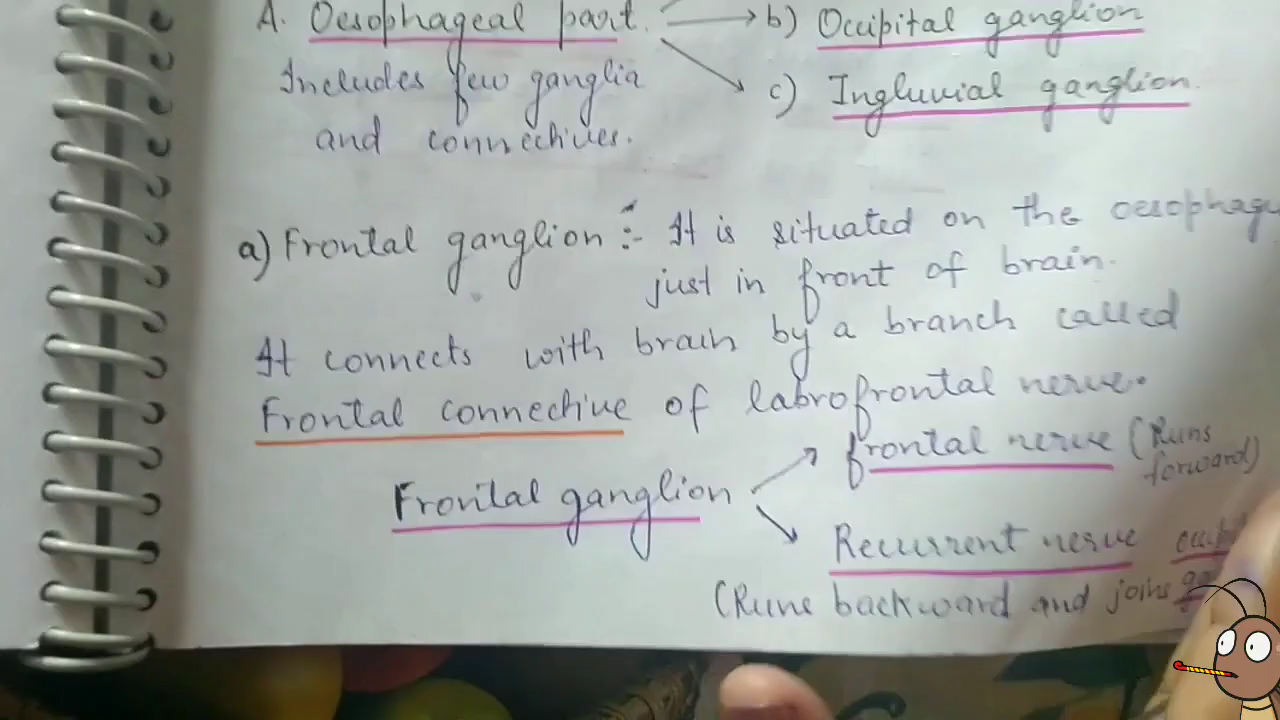 A. Oesophageal part. b) Occipital ganglion
Includes few ganglia c) Ingluvial ganglion.
and connectives.
a) Frontal ganglion :- It is situated on the oesophagu
just in front of brain.
It connects with brain by a branch called
Frontal connective of labrofrontal nerve.
frontal nerve (Runs
forward)
Frontal ganglion
Recurrent nerve
(Runs backward and joins